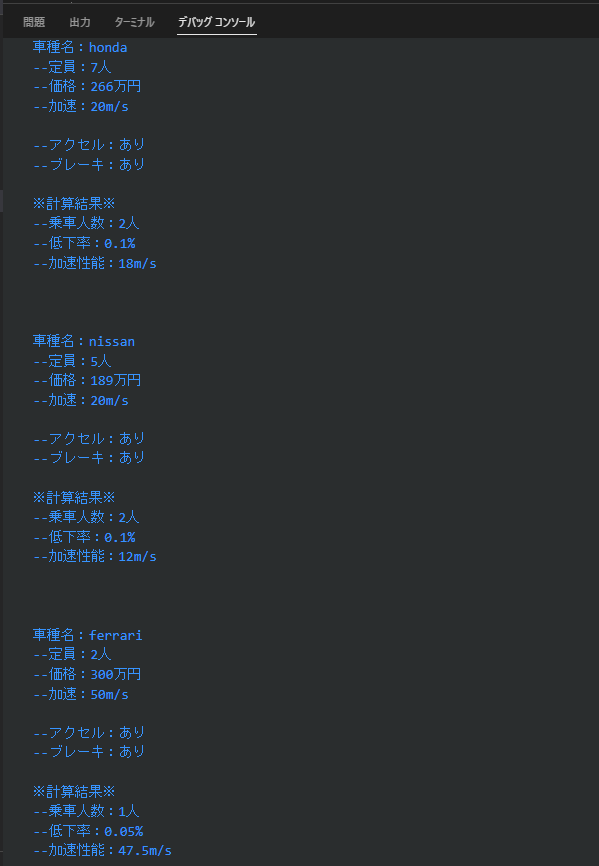 問題 出力 ターミナル デバッグ コンソール
車種名：honda
--定員：7人
--価格：266万円
--加速：20m/s
--アクセル：あり
--ブレーキ：あり
※計算結果※
--乗車人数：2人
--低下率：0.1%
--加速性能：18m/s
車種名：nissan
--定員：5人
--価格：189万円
--加速：20m/s
--アクセル：あり
--ブレーキ：あり
※計算結果※
--乗車人数：2人
--低下率：0.1%
--加速性能：12m/s
車種名：ferrari
--定員：2人
--価格：300万円
--加速：50m/s
--アクセル：あり
--ブレーキ：あり
※計算結果※
--乗車人数：1人
--低下率：0.05%
--加速性能：47.5m/s